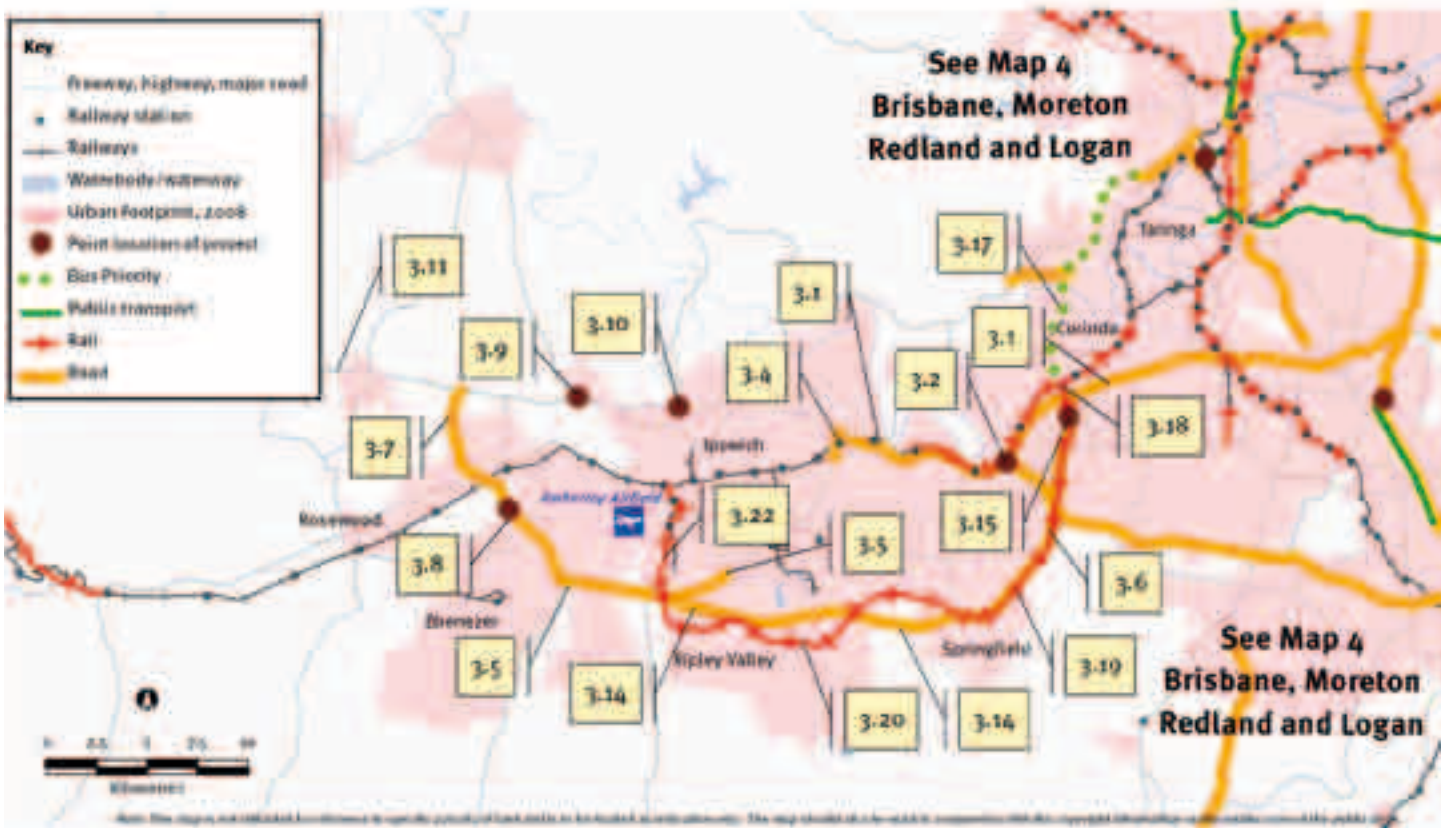 Key
Freeway, highway, major road
Railway station
Railways
Waterbody/waterway
Urban Footprint, 2008
Point location of project
Bus Priority
Public transport
Rail
Road
See Map 4
Brisbane, Moreton
Redland and Logan
Taringa
3.17
3.11
3.1
3.10
3.9
3.1
Corinda
3.4
3.2
3.18
3.7
Ipswich
Amberley Airfield
Rosewood
3.22
3.15
3.5
3.8
3.6
Ebenezer
3.5
Ripley Valley
Springfield
3.14
3.19
3.20
3.14
See Map 4
Brisbane, Moreton
Redland and Logan
Kilometres